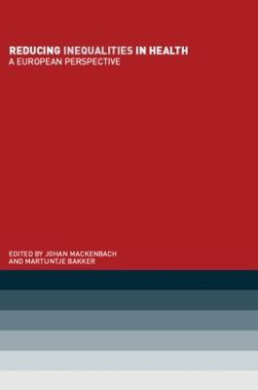 REDUCING INEQUALITIES IN HEALTH
A EUROPEAN PERSPECTIVE
EDITED BY JOHAN MACKENBACH
AND MARTIJNTJE BAKKER